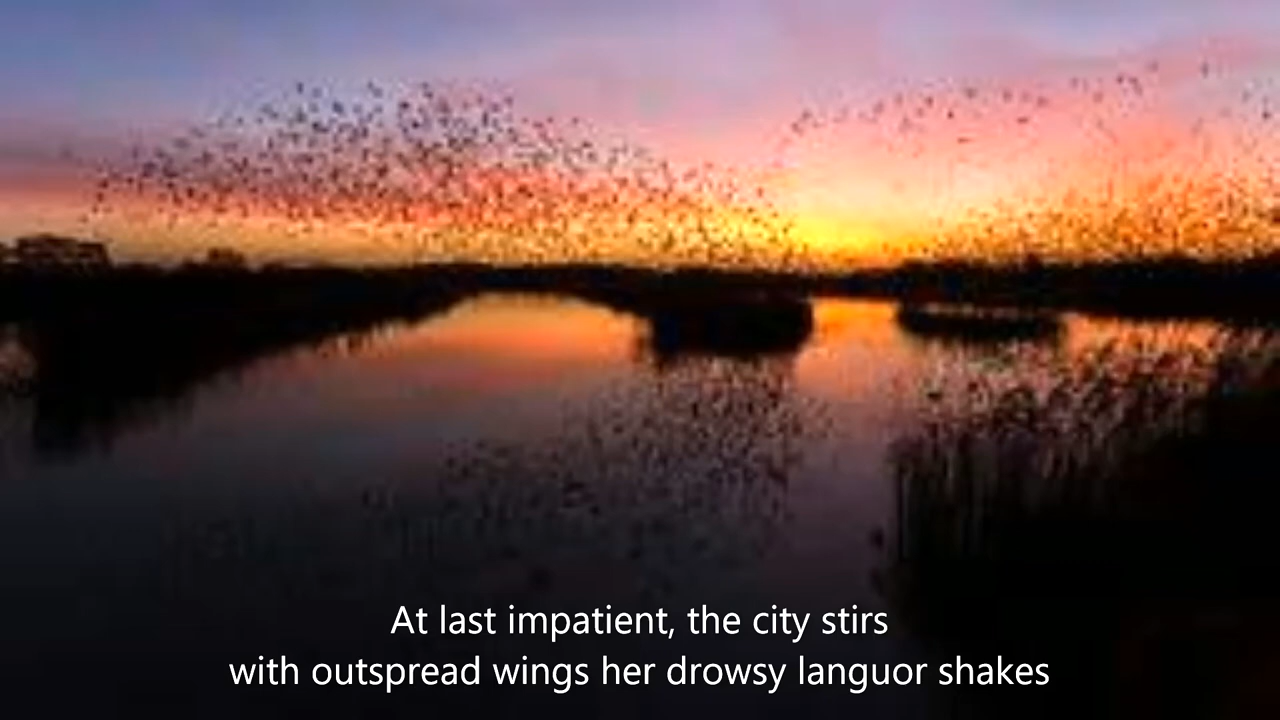 At last impatient, the city stirs
with outspread wings her drowsy languor shakes